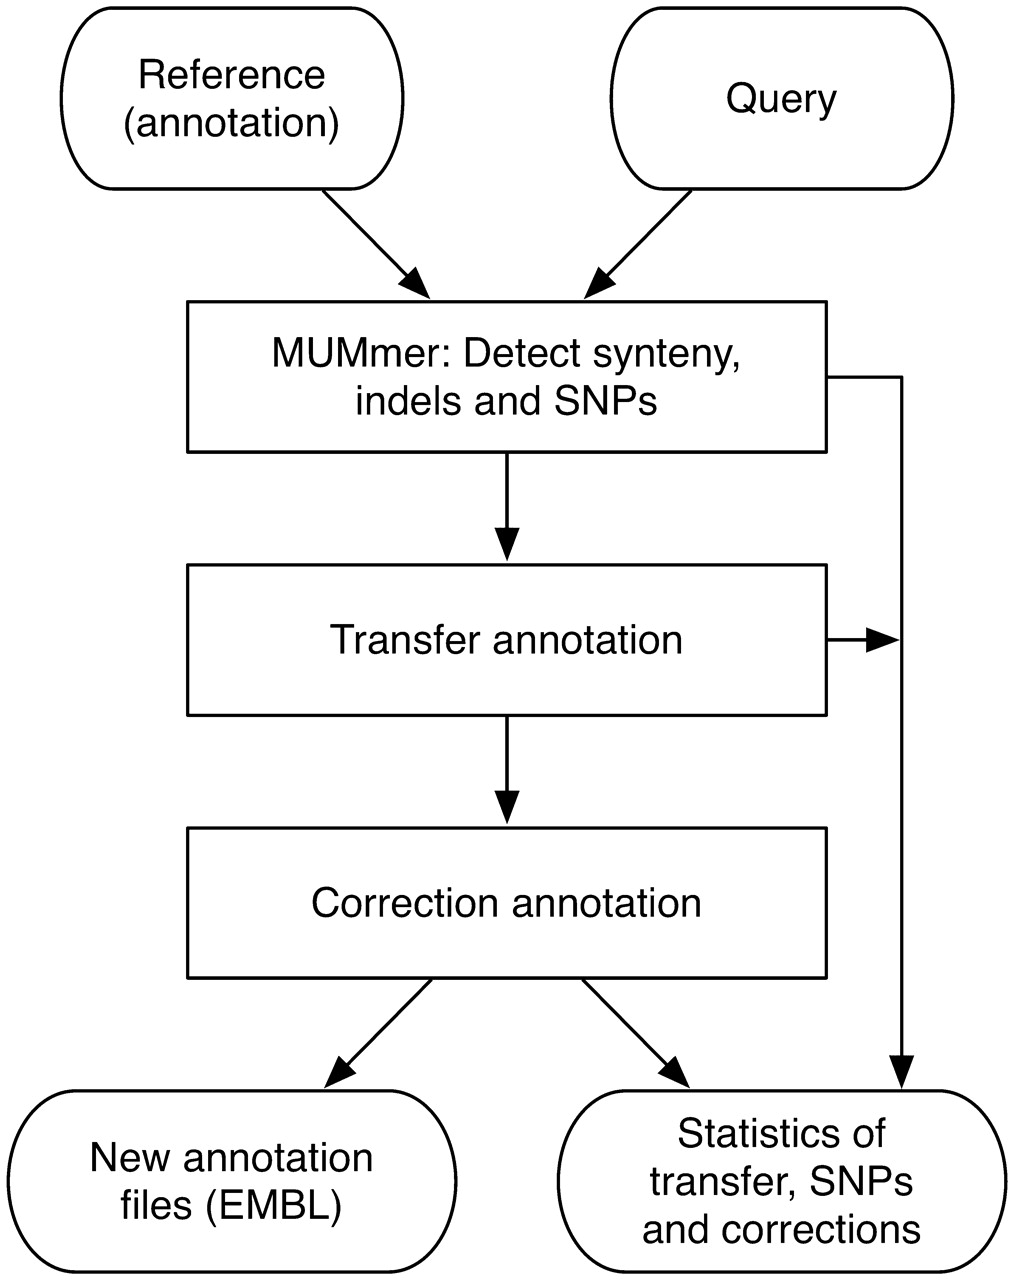 Reference
(annotation)
Query
MUMmer: Detect synteny,
indels and SNPs
Transfer annotation
Correction annotation
New annotation
files (EMBL)
Statistics of
transfer, SNPs
and corrections